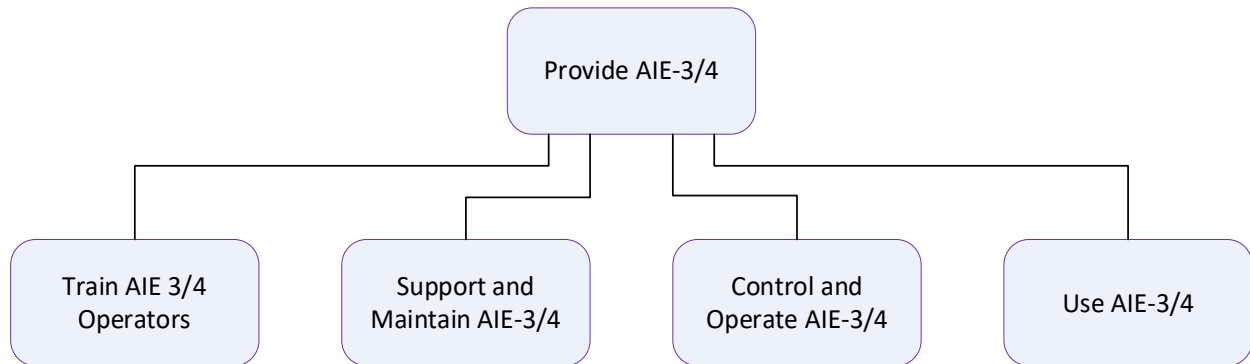 Provide AIE-3/4
Train AIE 3/4
Operators
Support and
Maintain AIE-3/4
Control and
Operate AIE-3/4
Use AIE-3/4